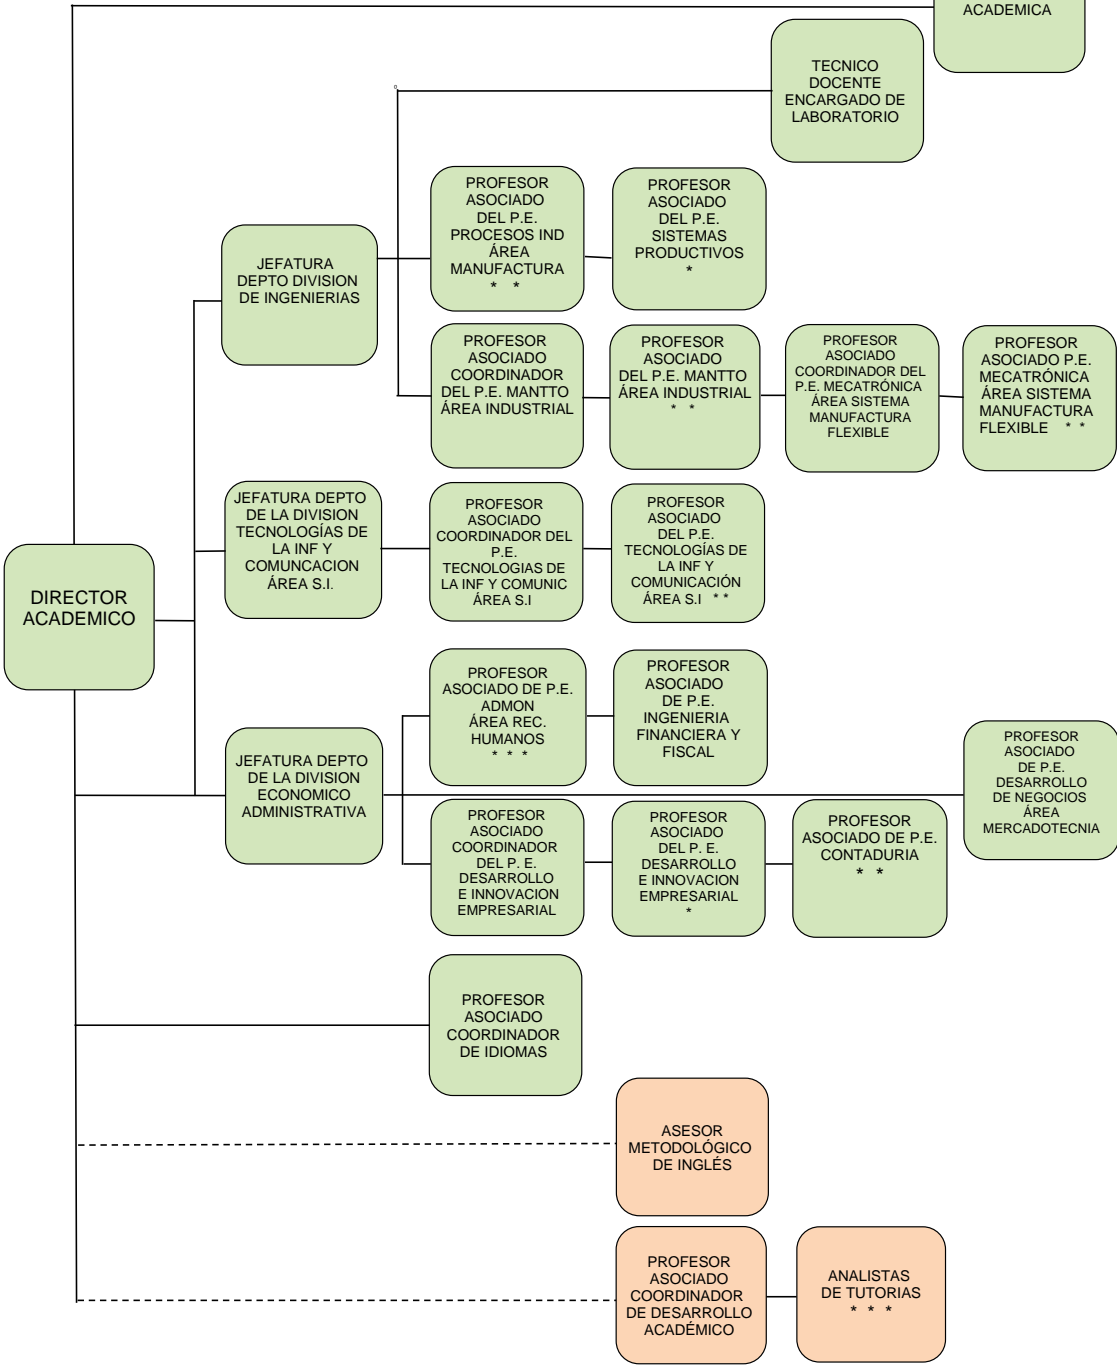 ACADEMICA
TECNICO
DOCENTE
ENCARGADO DE
LABORATORIO
PROFESOR
ASOCIADO
DEL P.E.
PROCESOS IND
ÁREA
MANUFACTURA
* *
PROFESOR
ASOCIADO
DEL P.E.
SISTEMAS
PRODUCTIVOS
*
JEFATURA
DEPTO DIVISION
DE INGENIERIAS
PROFESOR
ASOCIADO
COORDINADOR
DEL P.E. MANTTO
ÁREA INDUSTRIAL
PROFESOR
ASOCIADO
DEL P.E. MANTTO
ÁREA INDUSTRIAL
* *
PROFESOR
ASOCIADO
COORDINADOR DEL
P.E. MECATRÓNICA
ÁREA SISTEMA
MANUFACTURA
FLEXIBLE
PROFESOR
ASOCIADO P.E.
MECATRÓNICA
ÁREA SISTEMA
MANUFACTURA
FLEXIBLE * *
JEFATURA DEPTO
DE LA DIVISION
TECNOLOGÍAS DE
LA INF Y
COMUNCACION
ÁREA S.I.
PROFESOR
ASOCIADO
COORDINADOR DEL
P.E.
TECNOLOGIAS DE
LA INF Y COMUNIC
ÁREA S.I
PROFESOR
ASOCIADO
DEL P.E.
TECNOLOGÍAS DE
LA INF Y
COMUNICACIÓN
ÁREA S.I * *
DIRECTOR
ACADEMICO
PROFESOR
ASOCIADO DE P.E.
ADMON
ÁREA REC.
HUMANOS
* * *
PROFESOR
ASOCIADO
DE P.E.
INGENIERIA
FINANCIERA Y
FISCAL
JEFATURA DEPTO
DE LA DIVISION
ECONOMICO
ADMINISTRATIVA
PROFESOR
ASOCIADO
DE P.E.
DESARROLLO
DE NEGOCIOS
ÁREA
MERCADOTECNIA
PROFESOR
ASOCIADO
COORDINADOR
DEL P. E.
DESARROLLO
E INNOVACION
EMPRESARIAL
PROFESOR
ASOCIADO
DEL P. E.
DESARROLLO
E INNOVACION
EMPRESARIAL
*
PROFESOR
ASOCIADO DE P.E.
CONTADURIA
* *
PROFESOR
ASOCIADO
COORDINADOR
DE IDIOMAS
ASESOR
METODOLÓGICO
DE INGLÉS
PROFESOR
ASOCIADO
COORDINADOR
DE DESARROLLO
ACADÉMICO
ANALISTAS
DE TUTORIAS
* * *